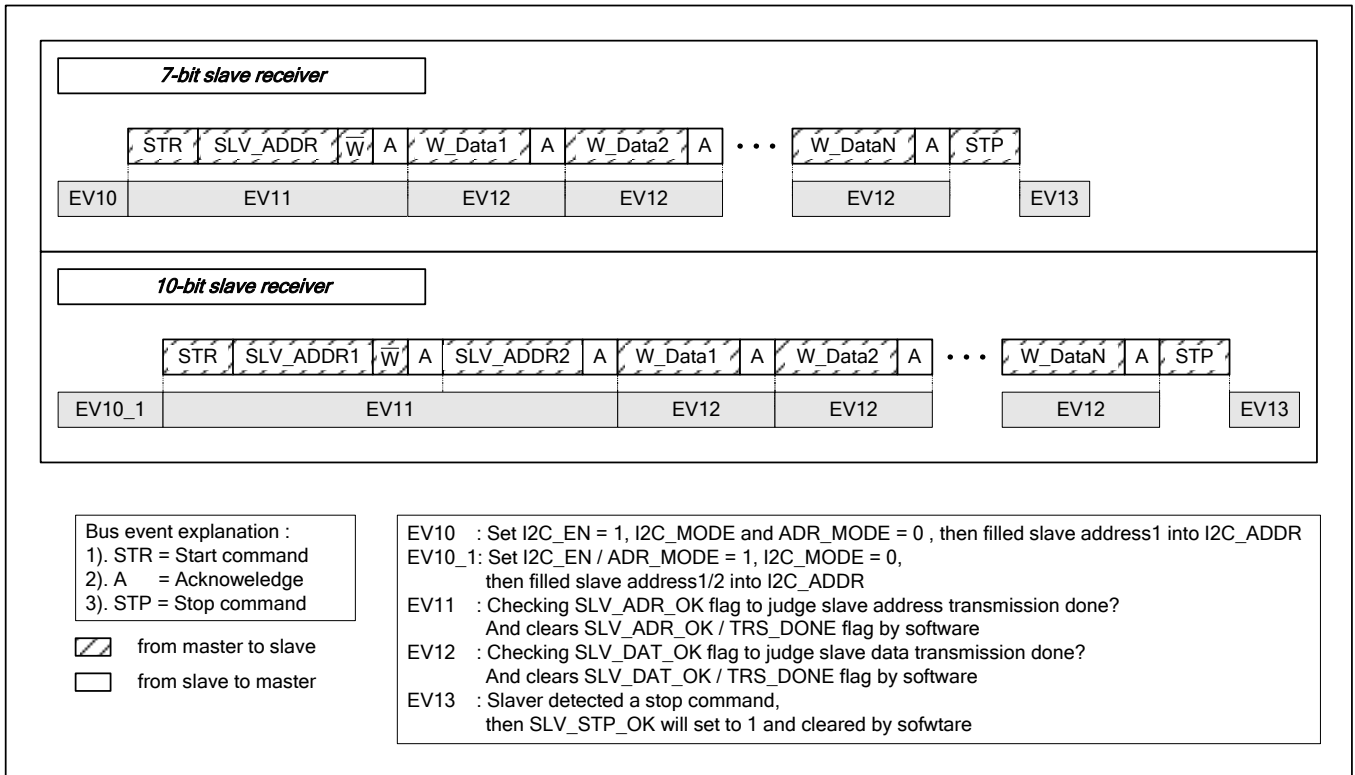 7-bit slave receiver
STR SLV_ADDR W̅ A W_Data1 A W_Data2 A • • • W_DataN A STP
EV10 EV11 EV12 EV12 EV12 EV13
10-bit slave receiver
STR SLV_ADDR1 W̅ A SLV_ADDR2 A W_Data1 A W_Data2 A • • • W_DataN A STP
EV10_1 EV11 EV12 EV12 EV12 EV13
Bus event explanation :
1). STR = Start command
2). A = Acknoweledge
3). STP = Stop command
from master to slave
from slave to master
EV10 : Set I2C_EN = 1, I2C_MODE and ADR_MODE = 0 , then filled slave address1 into I2C_ADDR
EV10_1: Set I2C_EN / ADR_MODE = 1, I2C_MODE = 0,
then filled slave address1/2 into I2C_ADDR
EV11 : Checking SLV_ADR_OK flag to judge slave address transmission done?
And clears SLV_ADR_OK / TRS_DONE flag by software
EV12 : Checking SLV_DAT_OK flag to judge slave data transmission done?
And clears SLV_DAT_OK / TRS_DONE flag by software
EV13 : Slaver detected a stop command,
then SLV_STP_OK will set to 1 and cleared by sofwtare